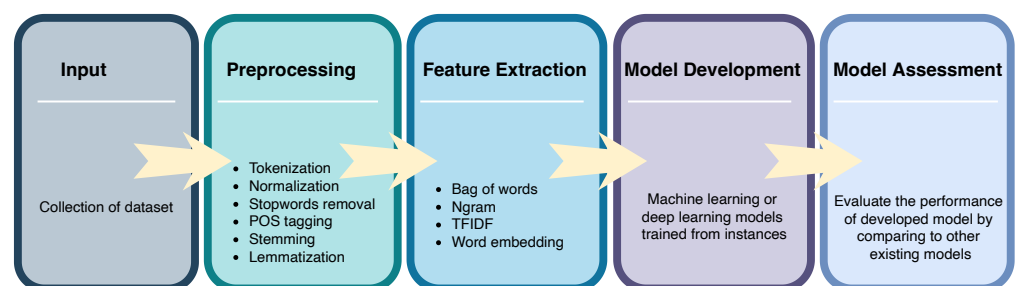 Input
Collection of dataset
Preprocessing
• Tokenization
• Normalization
• Stopwords removal
• POS tagging
• Stemming
• Lemmatization
Feature Extraction
• Bag of words
• Ngram
• TFIDF
• Word embedding
Model Development
Machine learning or
deep learning models
trained from instances
Model Assessment
Evaluate the performance
of developed model by
comparing to other
existing models